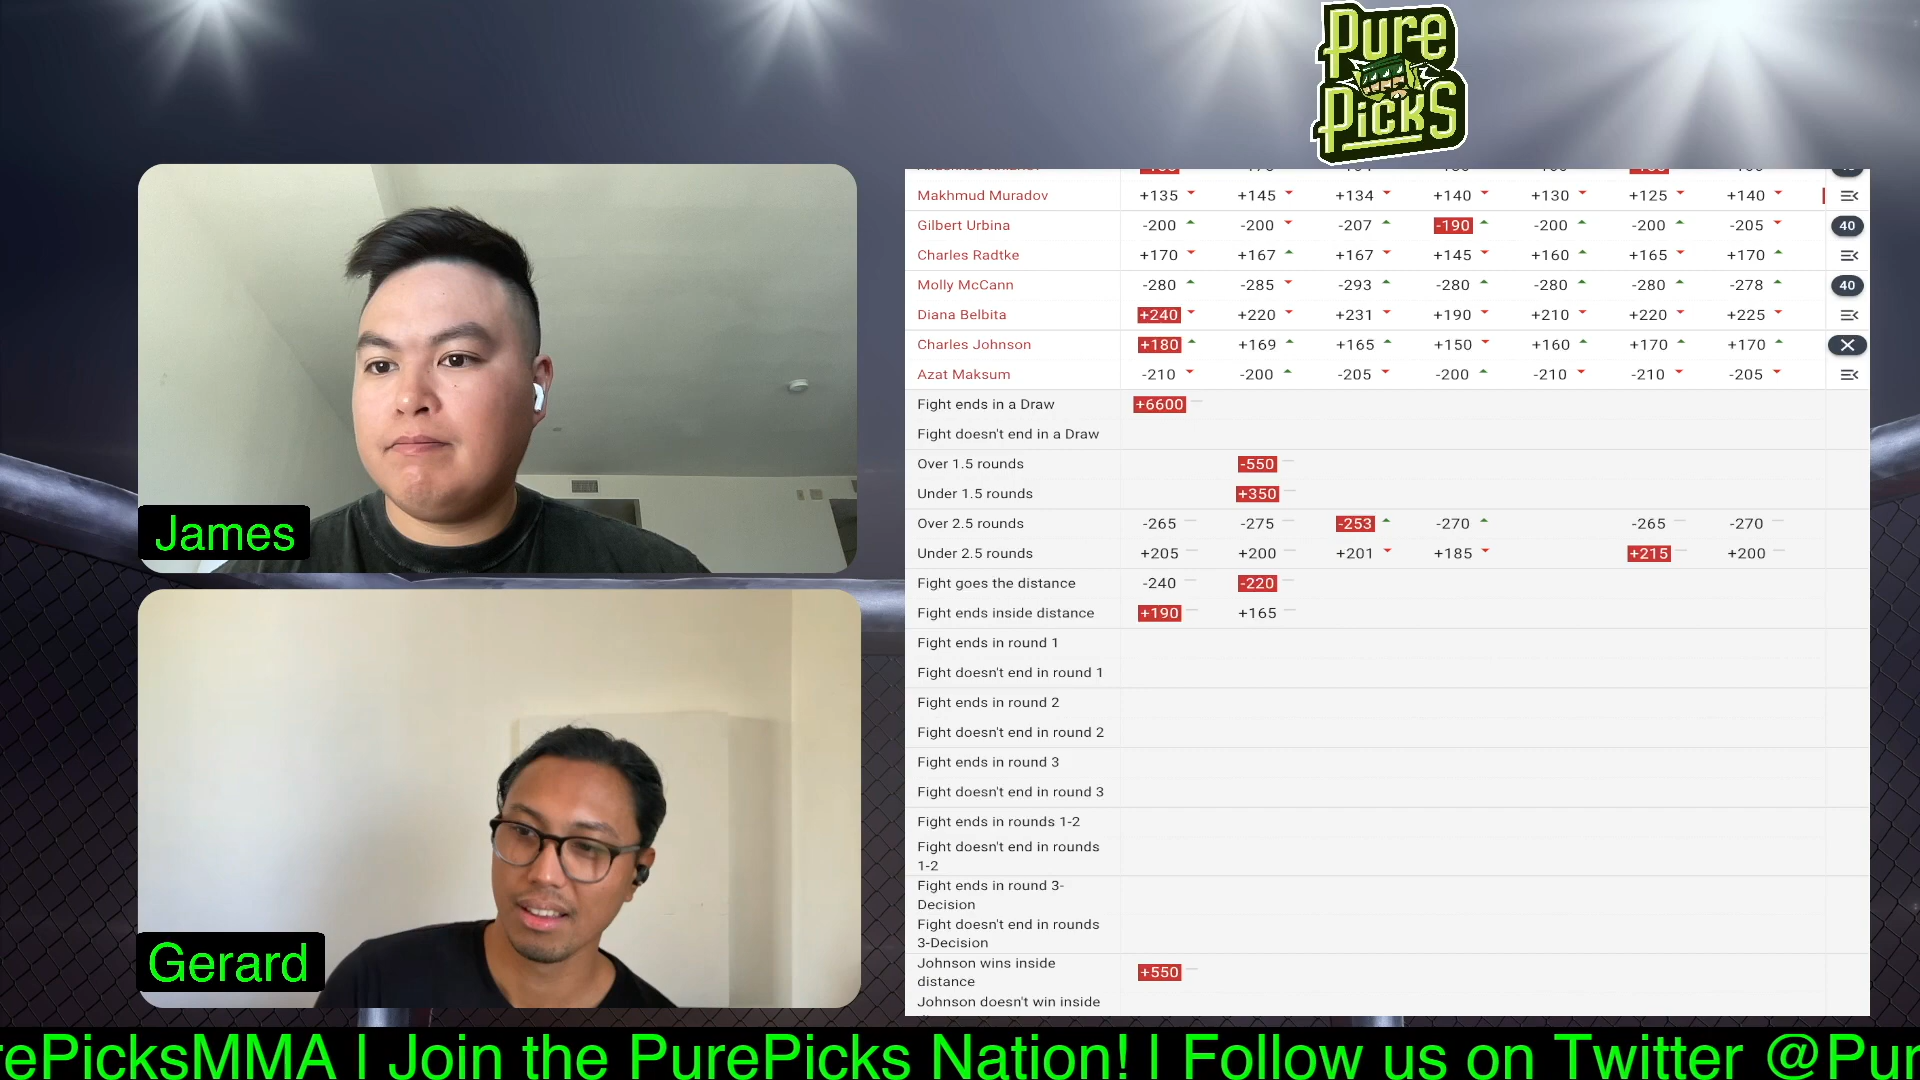 Pure
Picks
Makhmud Muradov +135 +145 +134 +140 +130 +125 +140
Gilbert Urbina -200 -200 -207 -190 -200 -200 -205 40
Charles Radtke +170 +167 +167 +145 +160 +165 +170
Molly McCann -280 -285 -293 -280 -280 -280 -278 40
Diana Belbita +240 +220 +231 +190 +210 +220 +225
Charles Johnson +180 +169 +165 +150 +160 +170 +170
Azat Maksum -210 -200 -205 -200 -210 -210 -205
Fight ends in a Draw +6600
Fight doesn't end in a Draw
Over 1.5 rounds -550
Under 1.5 rounds +350
Over 2.5 rounds -265 -275 -253 -270 -265 -270
Under 2.5 rounds +205 +200 +201 +185 +215 +200
Fight goes the distance -240 -220
Fight ends inside distance +190 +165
Fight ends in round 1
Fight doesn't end in round 1
Fight ends in round 2
Fight doesn't end in round 2
Fight ends in round 3
Fight doesn't end in round 3
Fight ends in rounds 1-2
Fight doesn't end in rounds
1-2
Fight ends in round 3-
Decision
Fight doesn't end in rounds
3-Decision
Johnson wins inside
distance +550
Johnson doesn't win inside
James
Gerard
rePicksMMA | Join the PurePicks Nation! | Follow us on Twitter @Pur